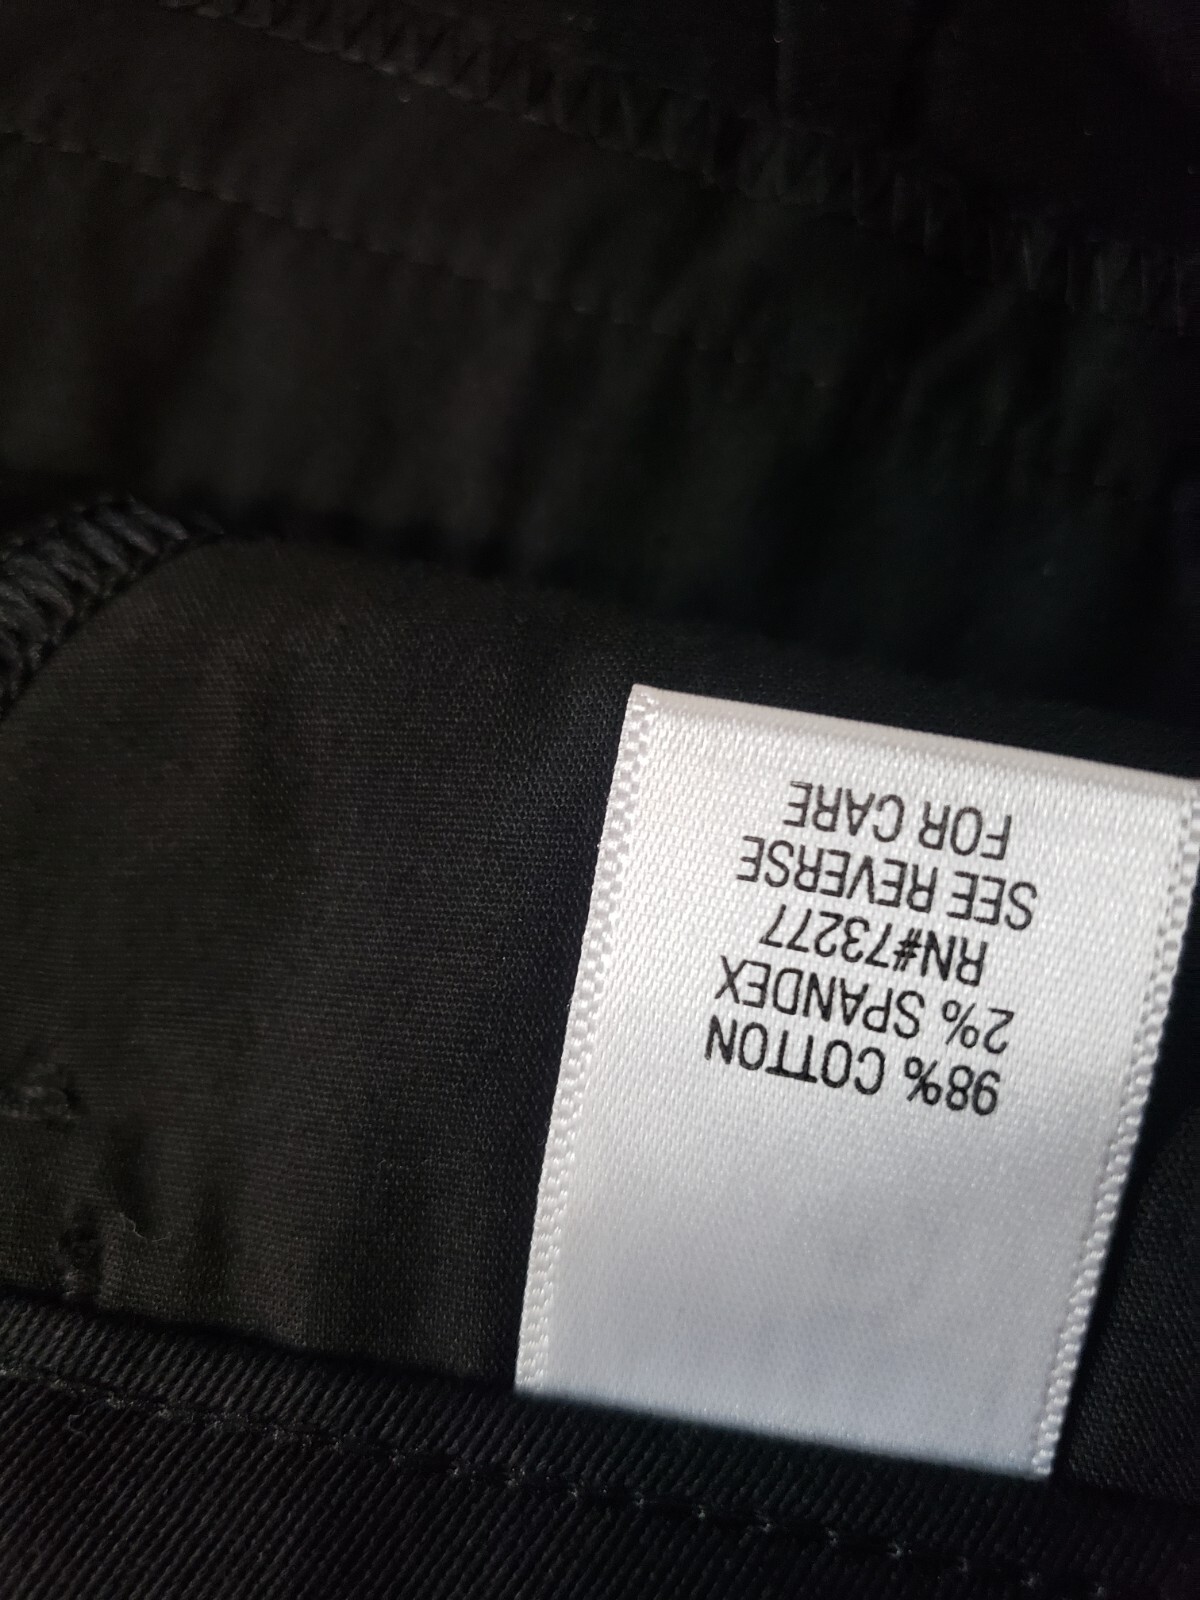 98% COTTON
2% SPANDEX
RN#73277
SEE REVERSE
FOR CARE